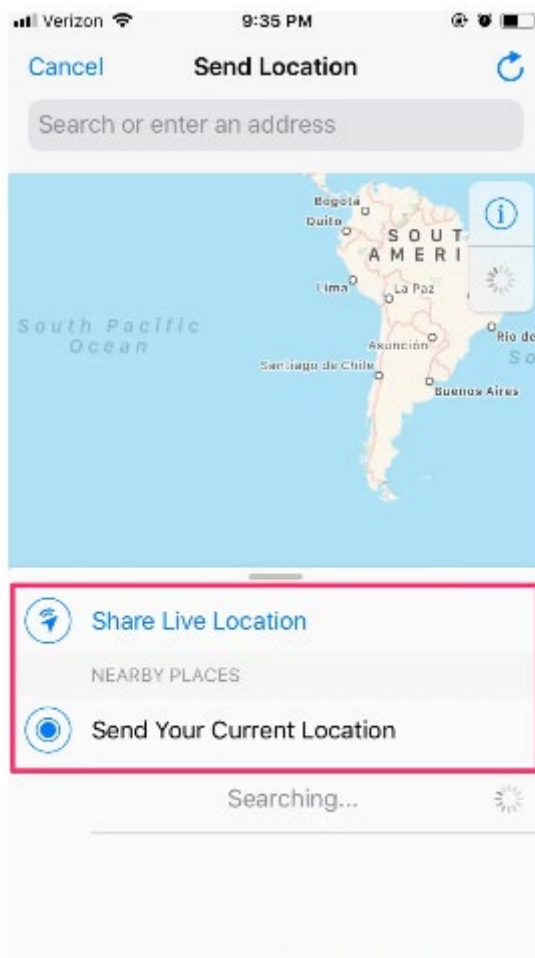 Verizon 9:35 PM
Cancel Send Location
Search or enter an address
Bogotá
Quito
SOUT
AMERI
Lima
La Paz
South Pacific
Ocean
Rio de
Asunción
So
Santiago de Chile
Buenos Aires
Share Live Location
NEARBY PLACES
Send Your Current Location
Searching...